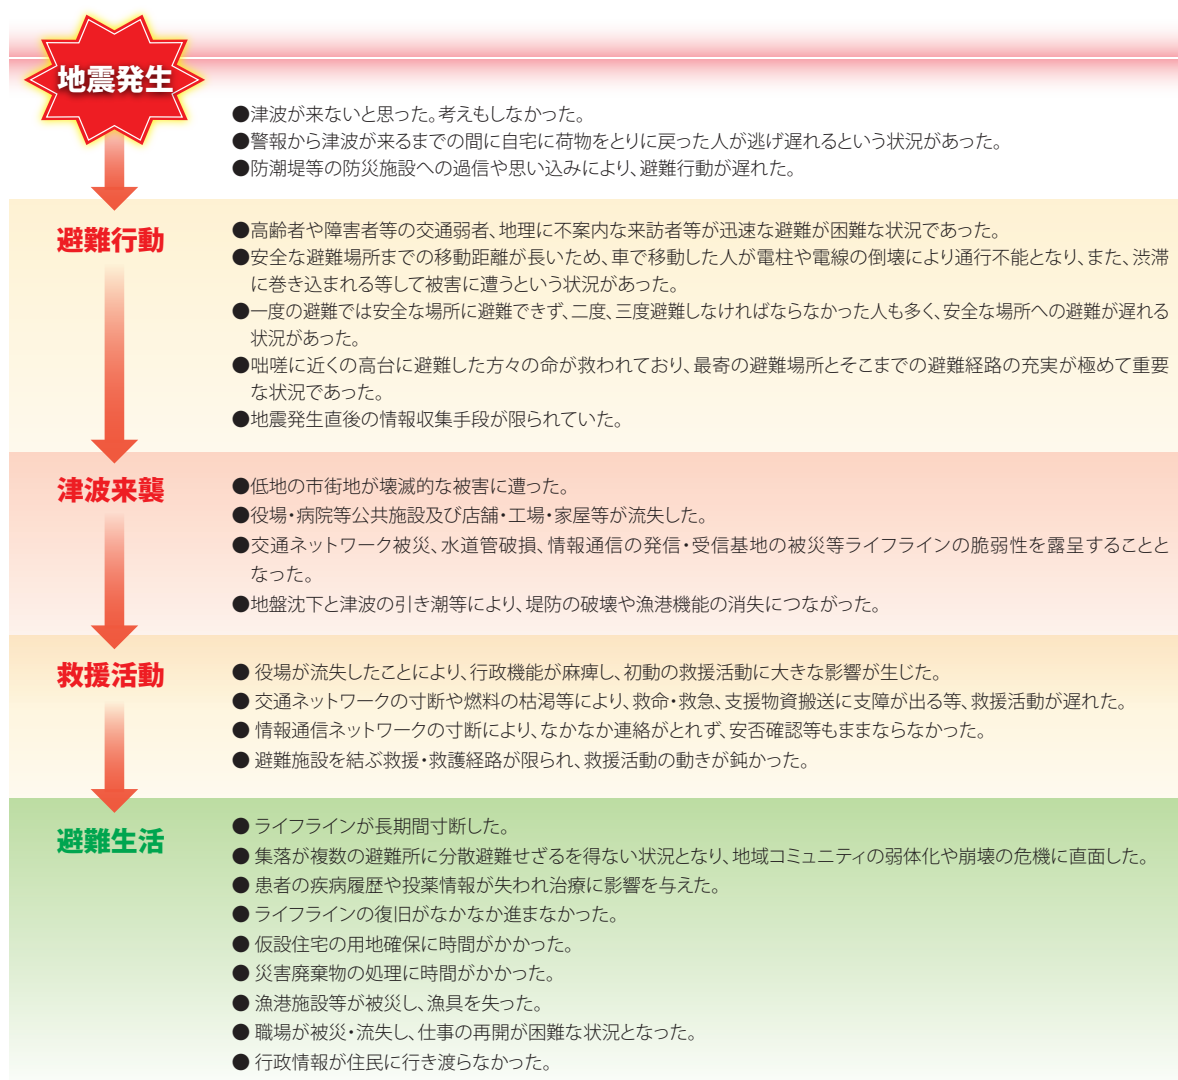 地震発生
●津波が来ないと思った。考えもしなかった。
●警報から津波が来るまでの間に自宅に荷物をとりに戻った人が逃げ遅れるという状況があった。
●防潮堤等の防災施設への過信や思い込みにより、避難行動が遅れた。
避難行動
●高齢者や障害者等の交通弱者、地理に不案内な来訪者等が迅速な避難が困難な状況であった。
●安全な避難場所までの移動距離が長いため、車で移動した人が電柱や電線の倒壊により通行不能となり、また、渋滞
に巻き込まれる等して被害に遭うという状況があった。
●一度の避難では安全な場所に避難できず、二度、三度避難しなければならなかった人も多く、安全な場所への避難が遅れる
状況があった。
●咄嗟に近くの高台に避難した方々の命が救われており、最寄の避難場所とそこまでの避難経路の充実が極めて重要
な状況であった。
●地震発生直後の情報収集手段が限られていた。
津波来襲
●低地の市街地が壊滅的な被害に遭った。
●役場・病院等公共施設及び店舗・工場・家屋等が流失した。
●交通ネットワーク被災、水道管破損、情報通信の発信・受信基地の被災等ライフラインの脆弱性を露呈することと
なった。
●地盤沈下と津波の引き潮等により、堤防の破壊や漁港機能の消失につながった。
救援活動
● 役場が流失したことにより、行政機能が麻痺し、初動の救援活動に大きな影響が生じた。
● 交通ネットワークの寸断や燃料の枯渇等により、救命・救急、支援物資搬送に支障が出る等、救援活動が遅れた。
● 情報通信ネットワークの寸断により、なかなか連絡がとれず、安否確認等もままならなかった。
● 避難施設を結ぶ救援・救護経路が限られ、救援活動の動きが鈍かった。
避難生活
● ライフラインが長期間寸断した。
● 集落が複数の避難所に分散避難せざるを得ない状況となり、地域コミュニティの弱体化や崩壊の危機に直面した。
● 患者の疾病履歴や投薬情報が失われ治療に影響を与えた。
● ライフラインの復旧がなかなか進まなかった。
● 仮設住宅の用地確保に時間がかかった。
● 災害廃棄物の処理に時間がかかった。
● 漁港施設等が被災し、漁具を失った。
● 職場が被災・流失し、仕事の再開が困難な状況となった。
● 行政情報が住民に行き渡らなかった。